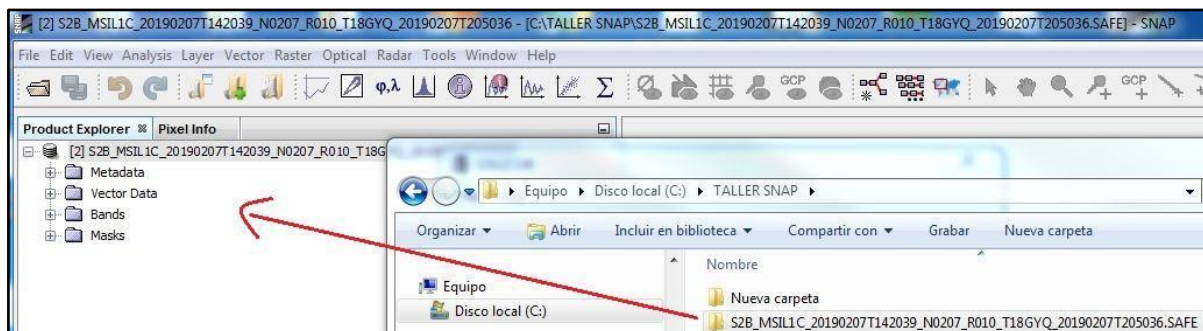 [2] S2B_MSIL1C_20190207T142039_N0207_R010_T18GYQ_20190207T205036 - [C:\TALLER SNAP\S2B_MSIL1C_20190207T142039_N0207_R010_T18GYQ_20190207T205036.SAFE] - SNAP
File Edit View Analysis Layer Vector Raster Optical Radar Tools Window Help
φ,λ Σ GCP GCP
Product Explorer Pixel Info
[2] S2B_MSIL1C_20190207T142039_N0207_R010_T18G
Metadata
Vector Data
Bands
Masks
Equipo Disco local (C:) TALLER SNAP
Organizar Abrir Incluir en biblioteca Compartir con Grabar Nueva carpeta
Nombre
Equipo
Disco local (C:)
Nueva carpeta
S2B_MSIL1C_20190207T142039_N0207_R010_T18GYQ_20190207T205036.SAFE